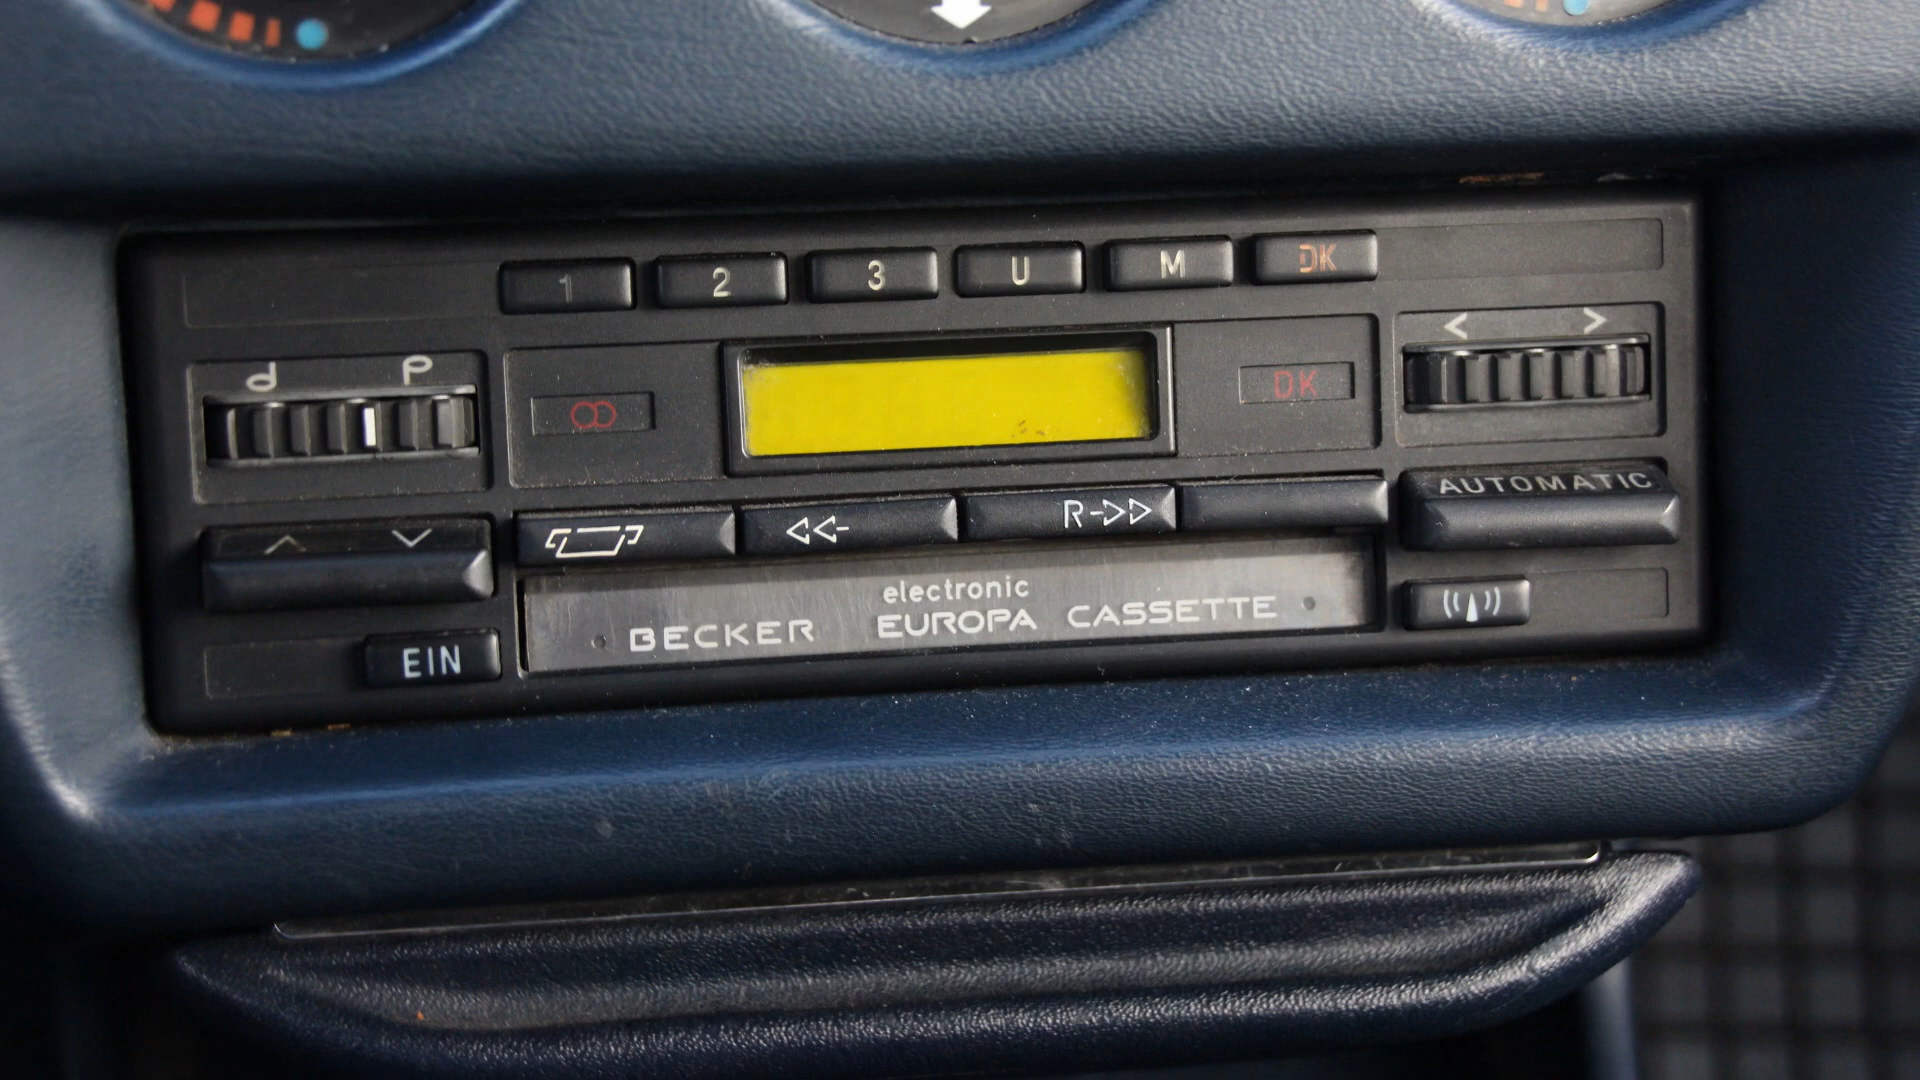 1 2 3 U M DK
DK
R
AUTOMATIC
electronic
BECKER EUROPA CASSETTE
EIN